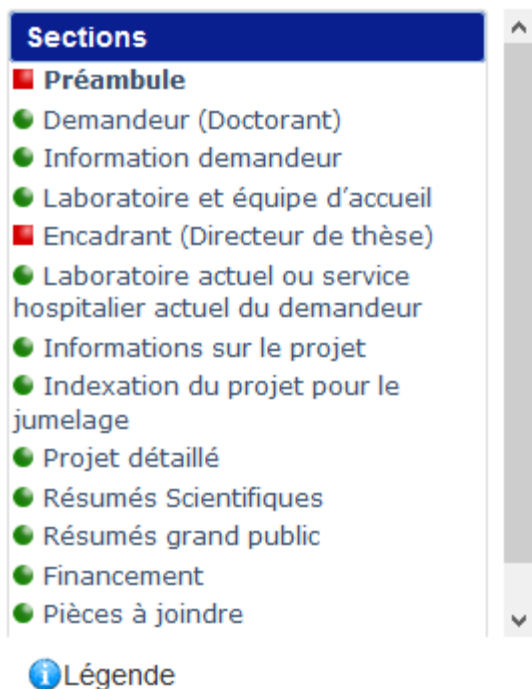 Sections
Préambule
Demandeur (Doctorant)
Information demandeur
Laboratoire et équipe d’accueil
Encadrant (Directeur de thèse)
Laboratoire actuel ou service
hospitalier actuel du demandeur
Informations sur le projet
Indexation du projet pour le
jumelage
Projet détaillé
Résumés Scientifiques
Résumés grand public
Financement
Pièces à joindre
Légende